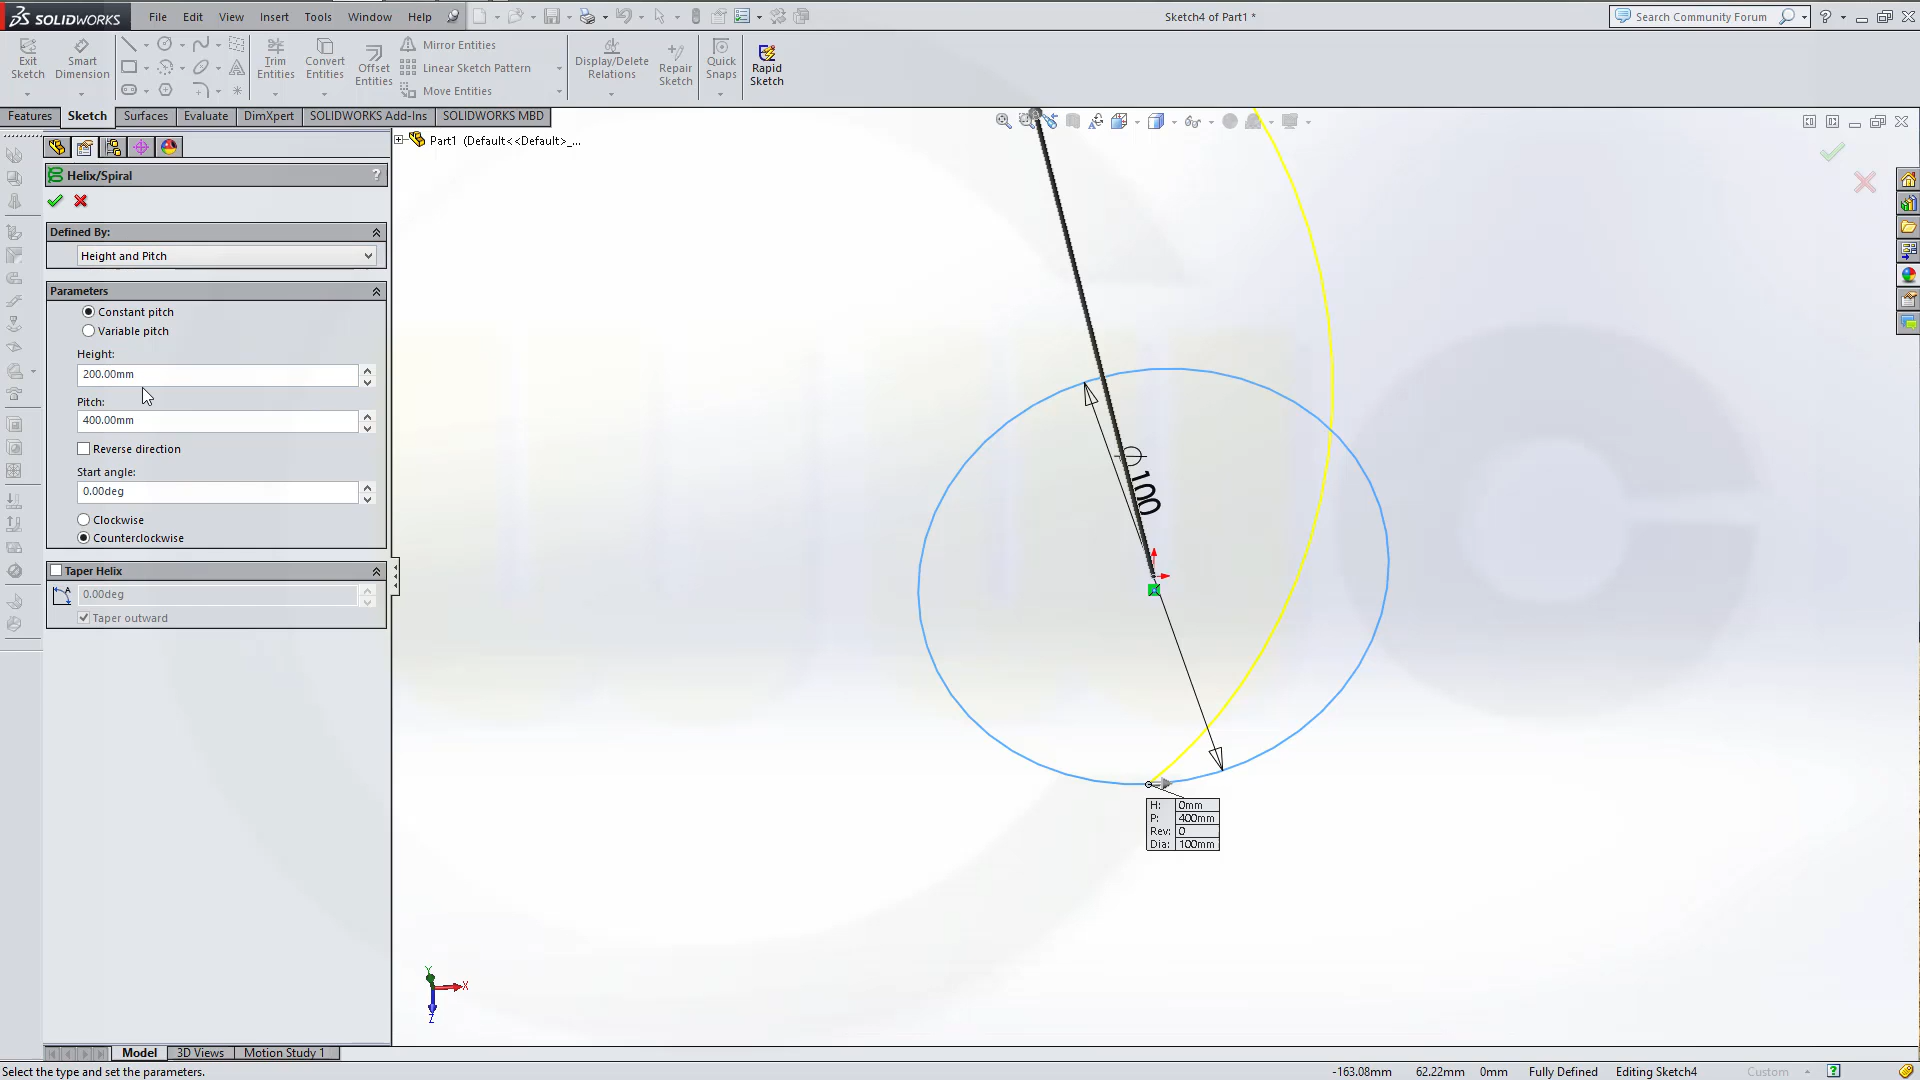 SOLIDWORKS
File Edit View Insert Tools Window Help
Sketch4 of Part1 *
Search Community Forum
Exit Sketch
Smart Dimension
Trim Entities
Convert Entities
Offset Entities
Mirror Entities
Linear Sketch Pattern
Move Entities
Display/Delete Relations
Repair Sketch
Quick Snaps
Rapid Sketch
Features Sketch Surfaces Evaluate DimXpert SOLIDWORKS Add-Ins SOLIDWORKS MBD
Part1 (Default<<Default>_...
Helix/Spiral ?
Defined By:
Height and Pitch
Parameters
Constant pitch
Variable pitch
Height:
200.00mm
Pitch:
400.00mm
Reverse direction
Start angle:
0.00deg
Clockwise
Counterclockwise
Taper Helix
0.00deg
Taper outward
∅100
H: 0mm
P: 400mm
Rev: 0
Dia: 100mm
Y
X
Z
Model 3D Views Motion Study 1
Select the type and set the parameters.
-163.08mm 62.22mm 0mm Fully Defined Editing Sketch4 Custom